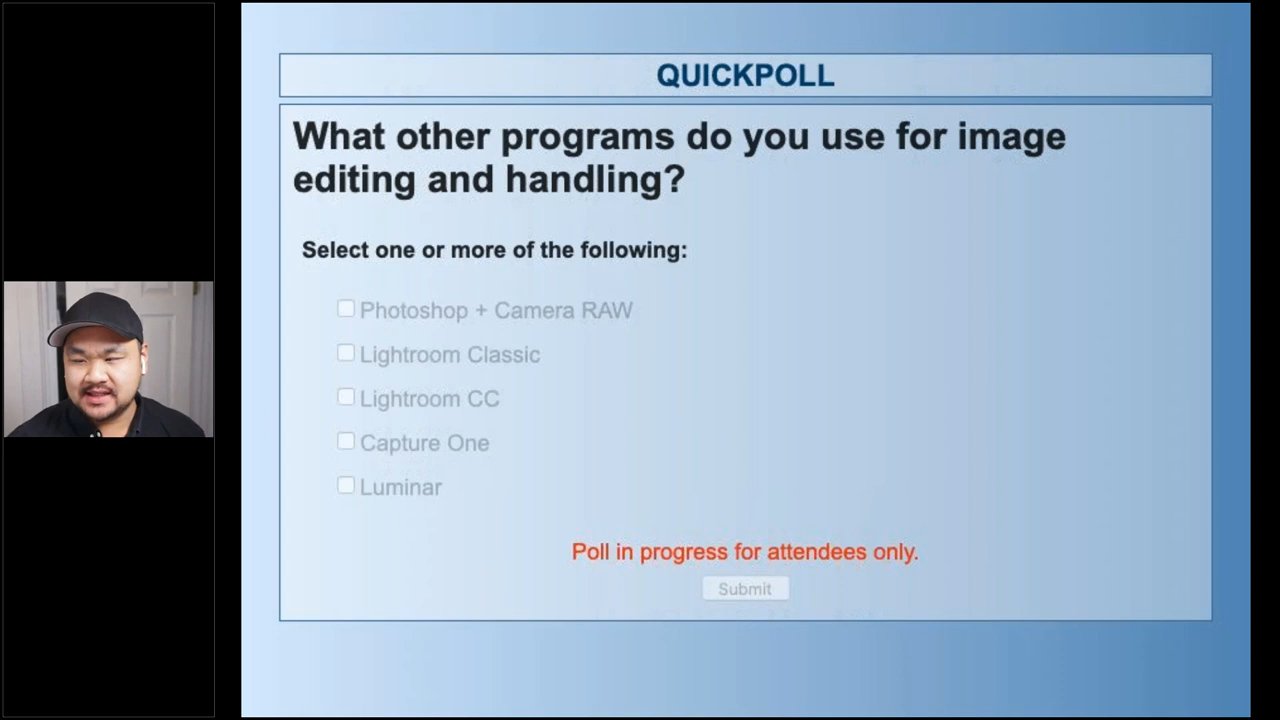 QUICKPOLL
What other programs do you use for image
editing and handling?
Select one or more of the following:
Photoshop + Camera RAW
Lightroom Classic
Lightroom CC
Capture One
Luminar
Poll in progress for attendees only.
Submit